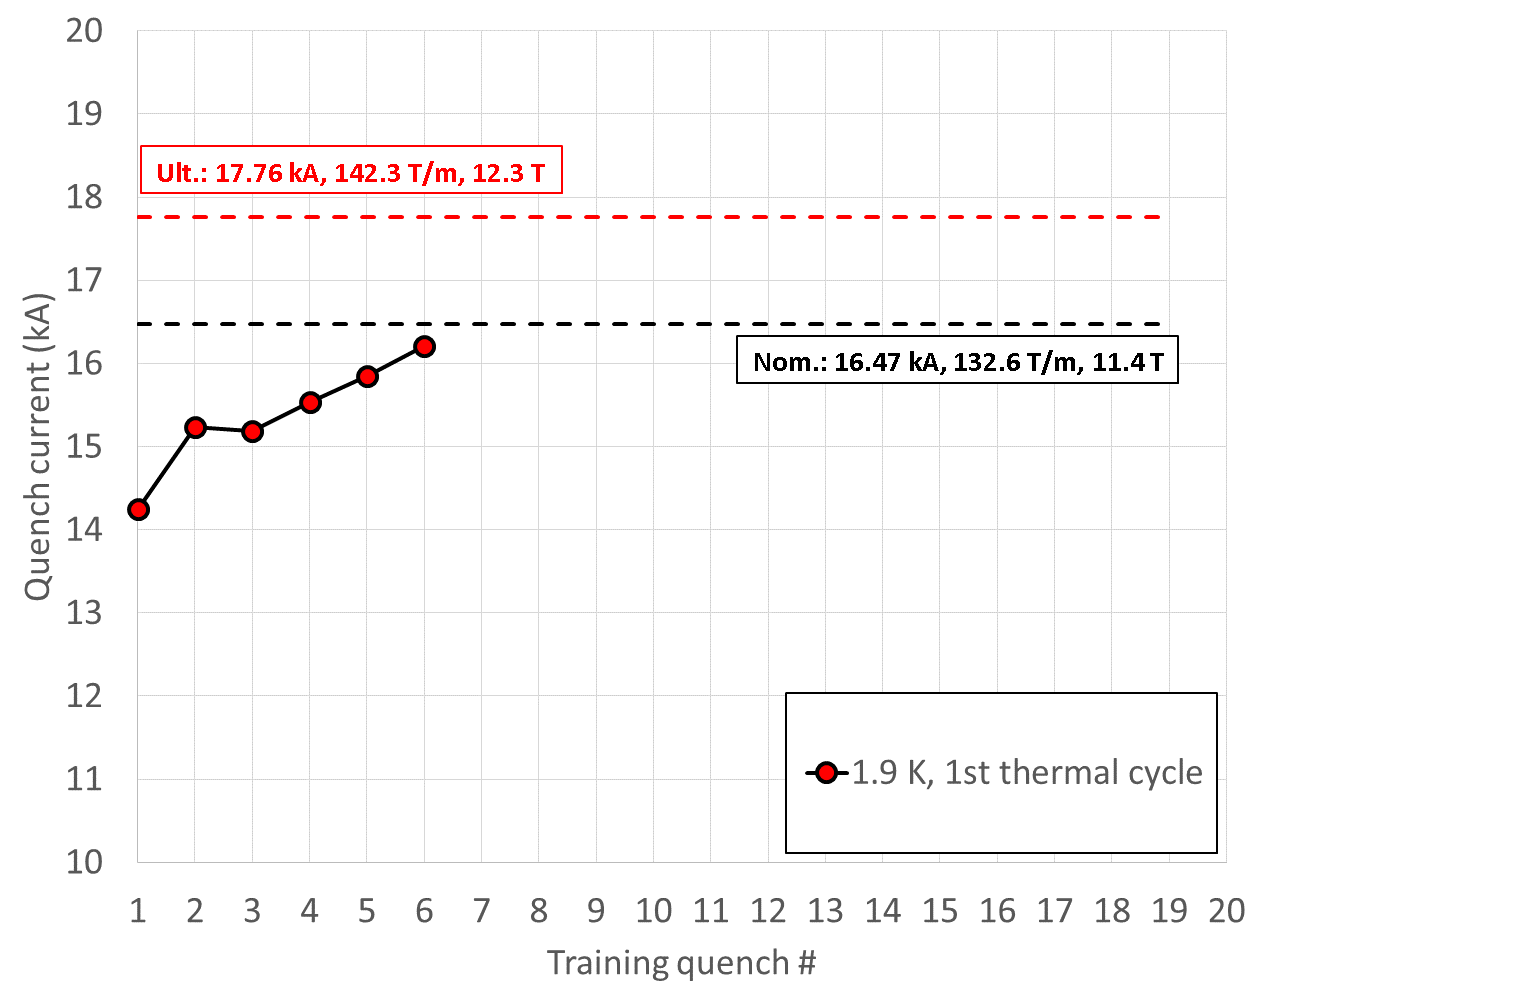 20
19
18
17
16
15
14
13
12
11
10
Quench current (kA)
Ult.: 17.76 kA, 142.3 T/m, 12.3 T
Nom.: 16.47 kA, 132.6 T/m, 11.4 T
1.9 K, 1st thermal cycle
1 2 3 4 5 6 7 8 9 10 11 12 13 14 15 16 17 18 19 20
Training quench #